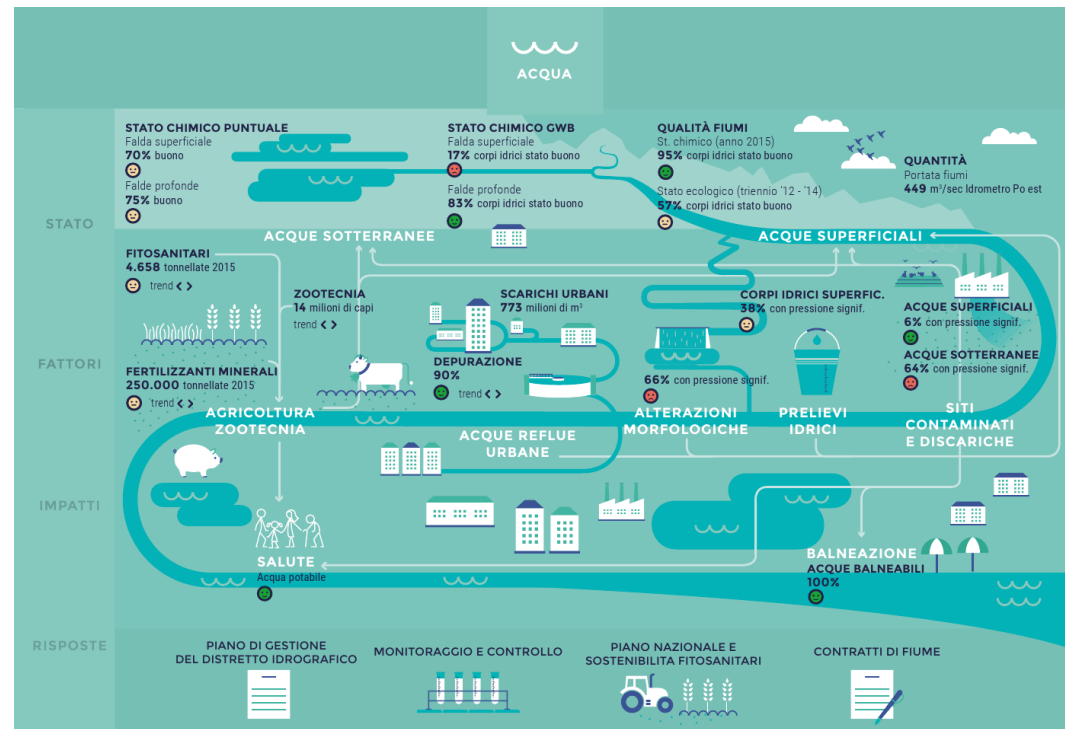 ACQUA
STATO
STATO CHIMICO PUNTUALE
Falda superficiale
70% buono
Falde profonde
75% buono
STATO CHIMICO GWB
Falda superficiale
17% corpi idrici stato buono
Falde profonde
83% corpi idrici stato buono
QUALITÀ FIUMI
St. chimico (anno 2015)
95% corpi idrici stato buono
Stato ecologico (triennio '12 - '14)
57% corpi idrici stato buono
QUANTITÀ
Portata fiumi
449 m³/sec Idrometro Po est
ACQUE SOTTERRANEE
ACQUE SUPERFICIALI
FATTORI
FITOSANITARI
4.658 tonnellate 2015
trend < >
ZOOTECNIA
14 milioni di capi
trend < >
FERTILIZZANTI MINERALI
250.000 tonnellate 2015
trend < >
AGRICOLTURA
ZOOTECNIA
SCARICHI URBANI
773 milioni di m³
DEPURAZIONE
90%
trend < >
ACQUE REFLUE
URBANE
66% con pressione signif.
ALTERAZIONI
MORFOLOGICHE
CORPI IDRICI SUPERFIC.
38% con pressione signif.
PRELIEVI
IDRICI
ACQUE SUPERFICIALI
6% con pressione signif.
ACQUE SOTTERRANEE
64% con pressione signif.
SITI
CONTAMINATI
E DISCARICHE
IMPATTI
SALUTE
Acqua potabile
BALNEAZIONE
ACQUE BALNEABILI
100%
RISPOSTE
PIANO DI GESTIONE
DEL DISTRETTO IDROGRAFICO
MONITORAGGIO E CONTROLLO
PIANO NAZIONALE E
SOSTENIBILITA FITOSANITARI
CONTRATTI DI FIUME